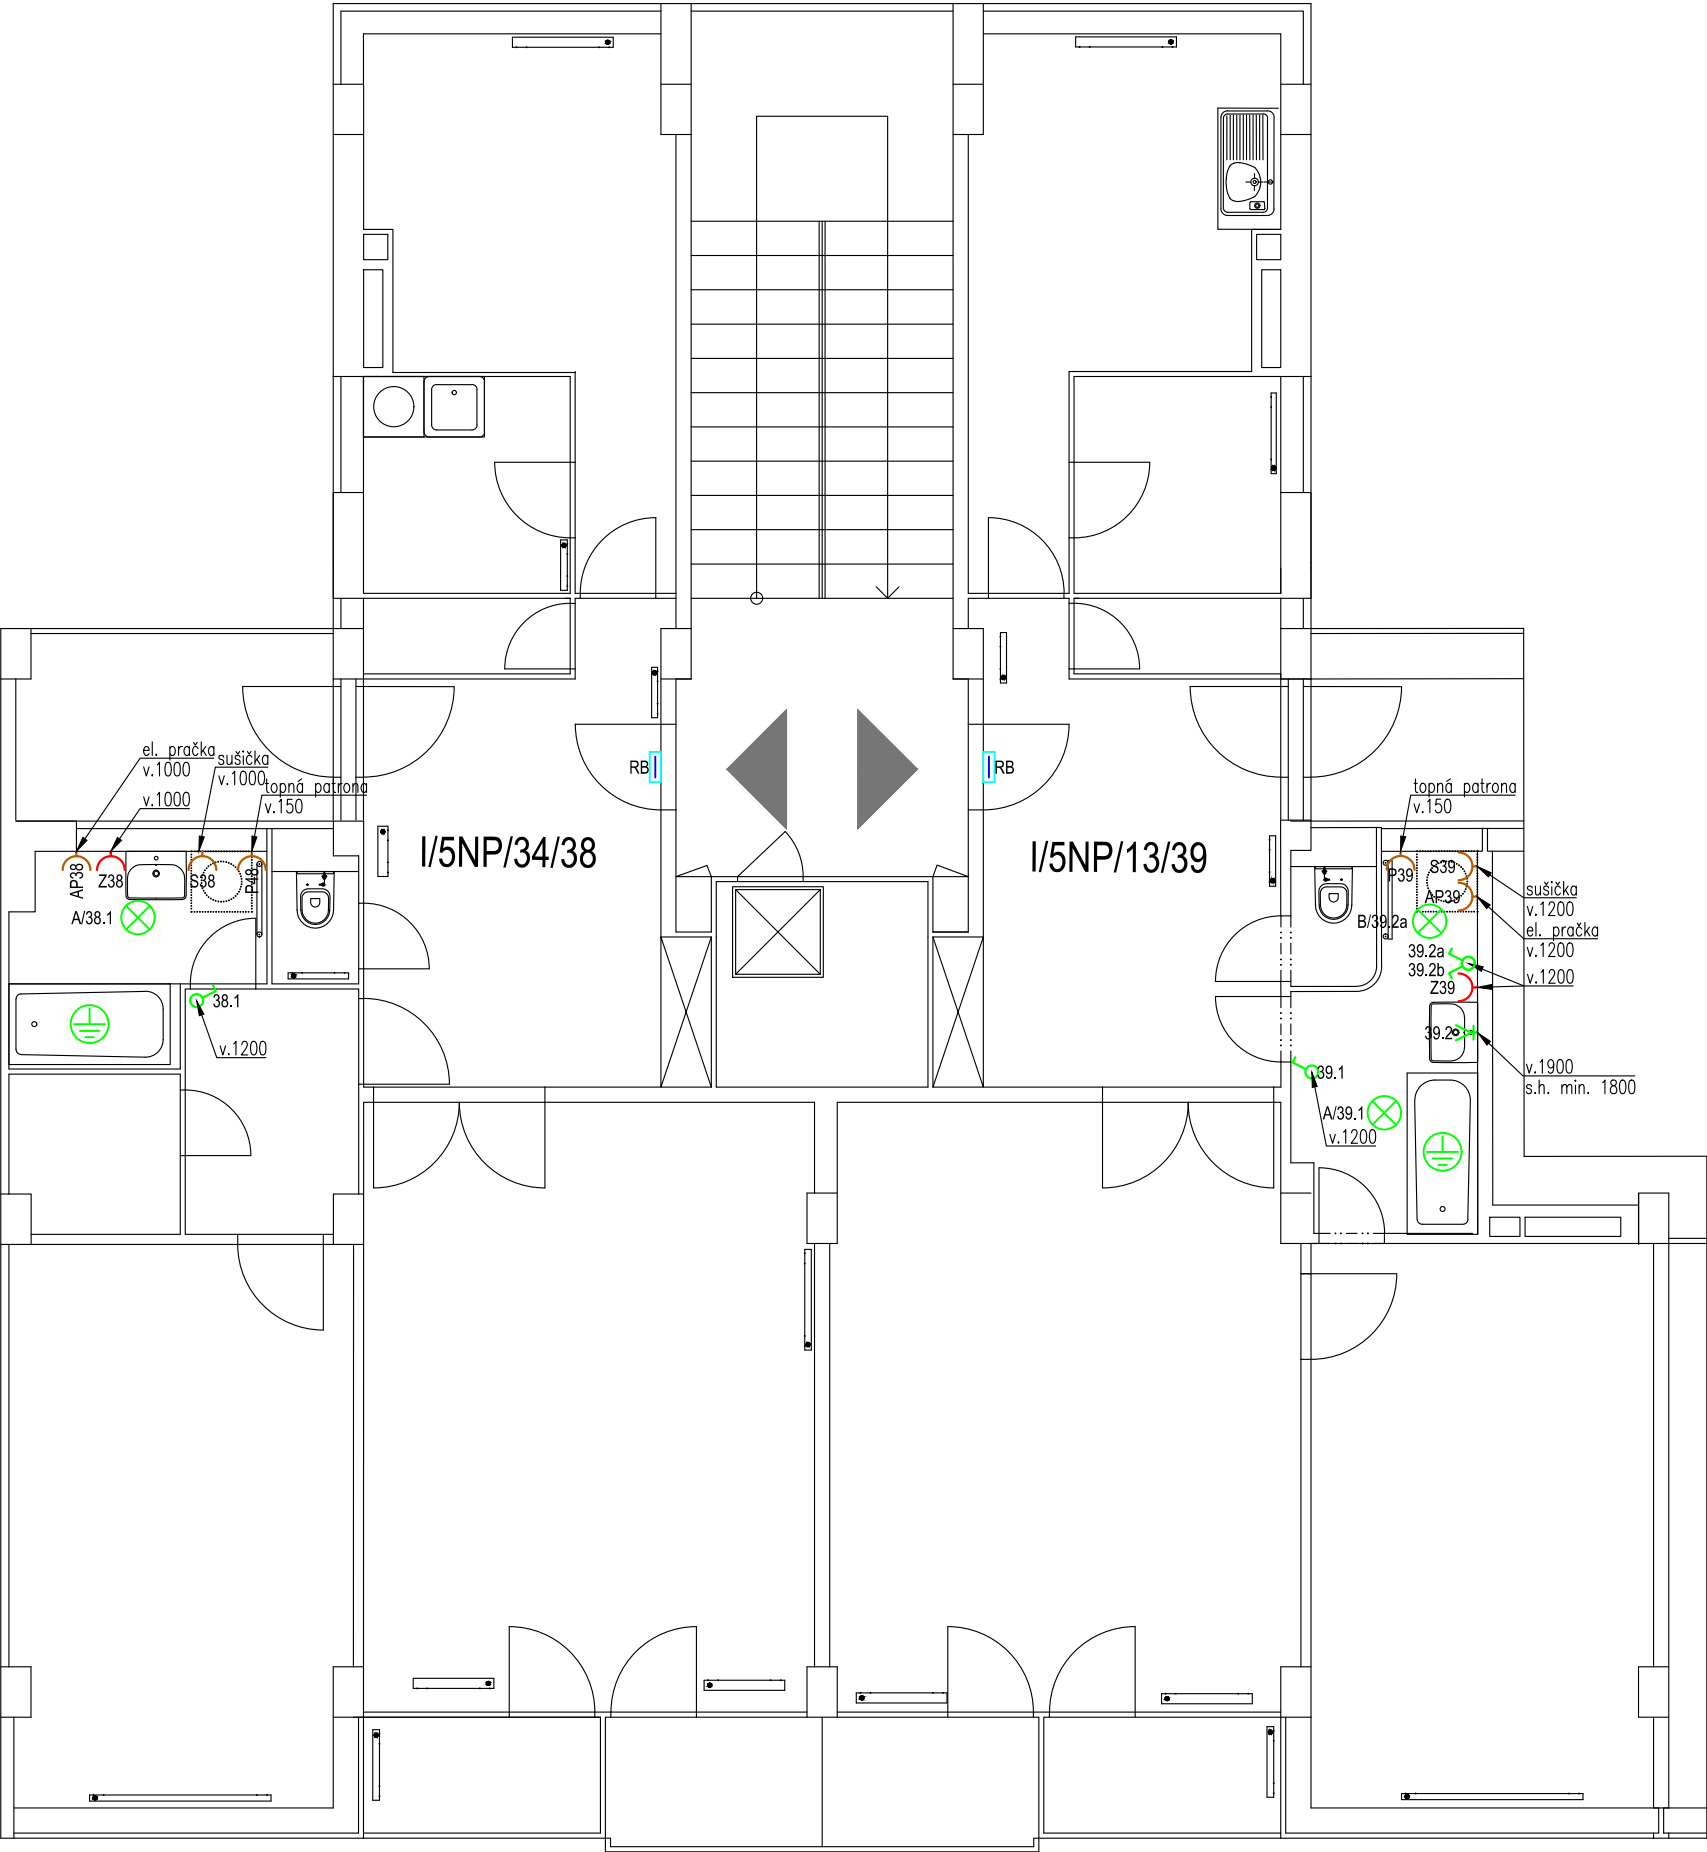 el. pračka
v.1000
sušička
v.1000
topná patrona
v.150
v.1000
AP38
Z38
S38
P48
A/38.1
38.1
v.1200
RB
I/5NP/34/38
RB
I/5NP/13/39
topná patrona
v.150
P39
S39
AP39
sušička
v.1200
el. pračka
v.1200
B/39.2a
39.2a
39.2b
v.1200
Z39
39.2
v.1900
s.h. min. 1800
39.1
A/39.1
v.1200